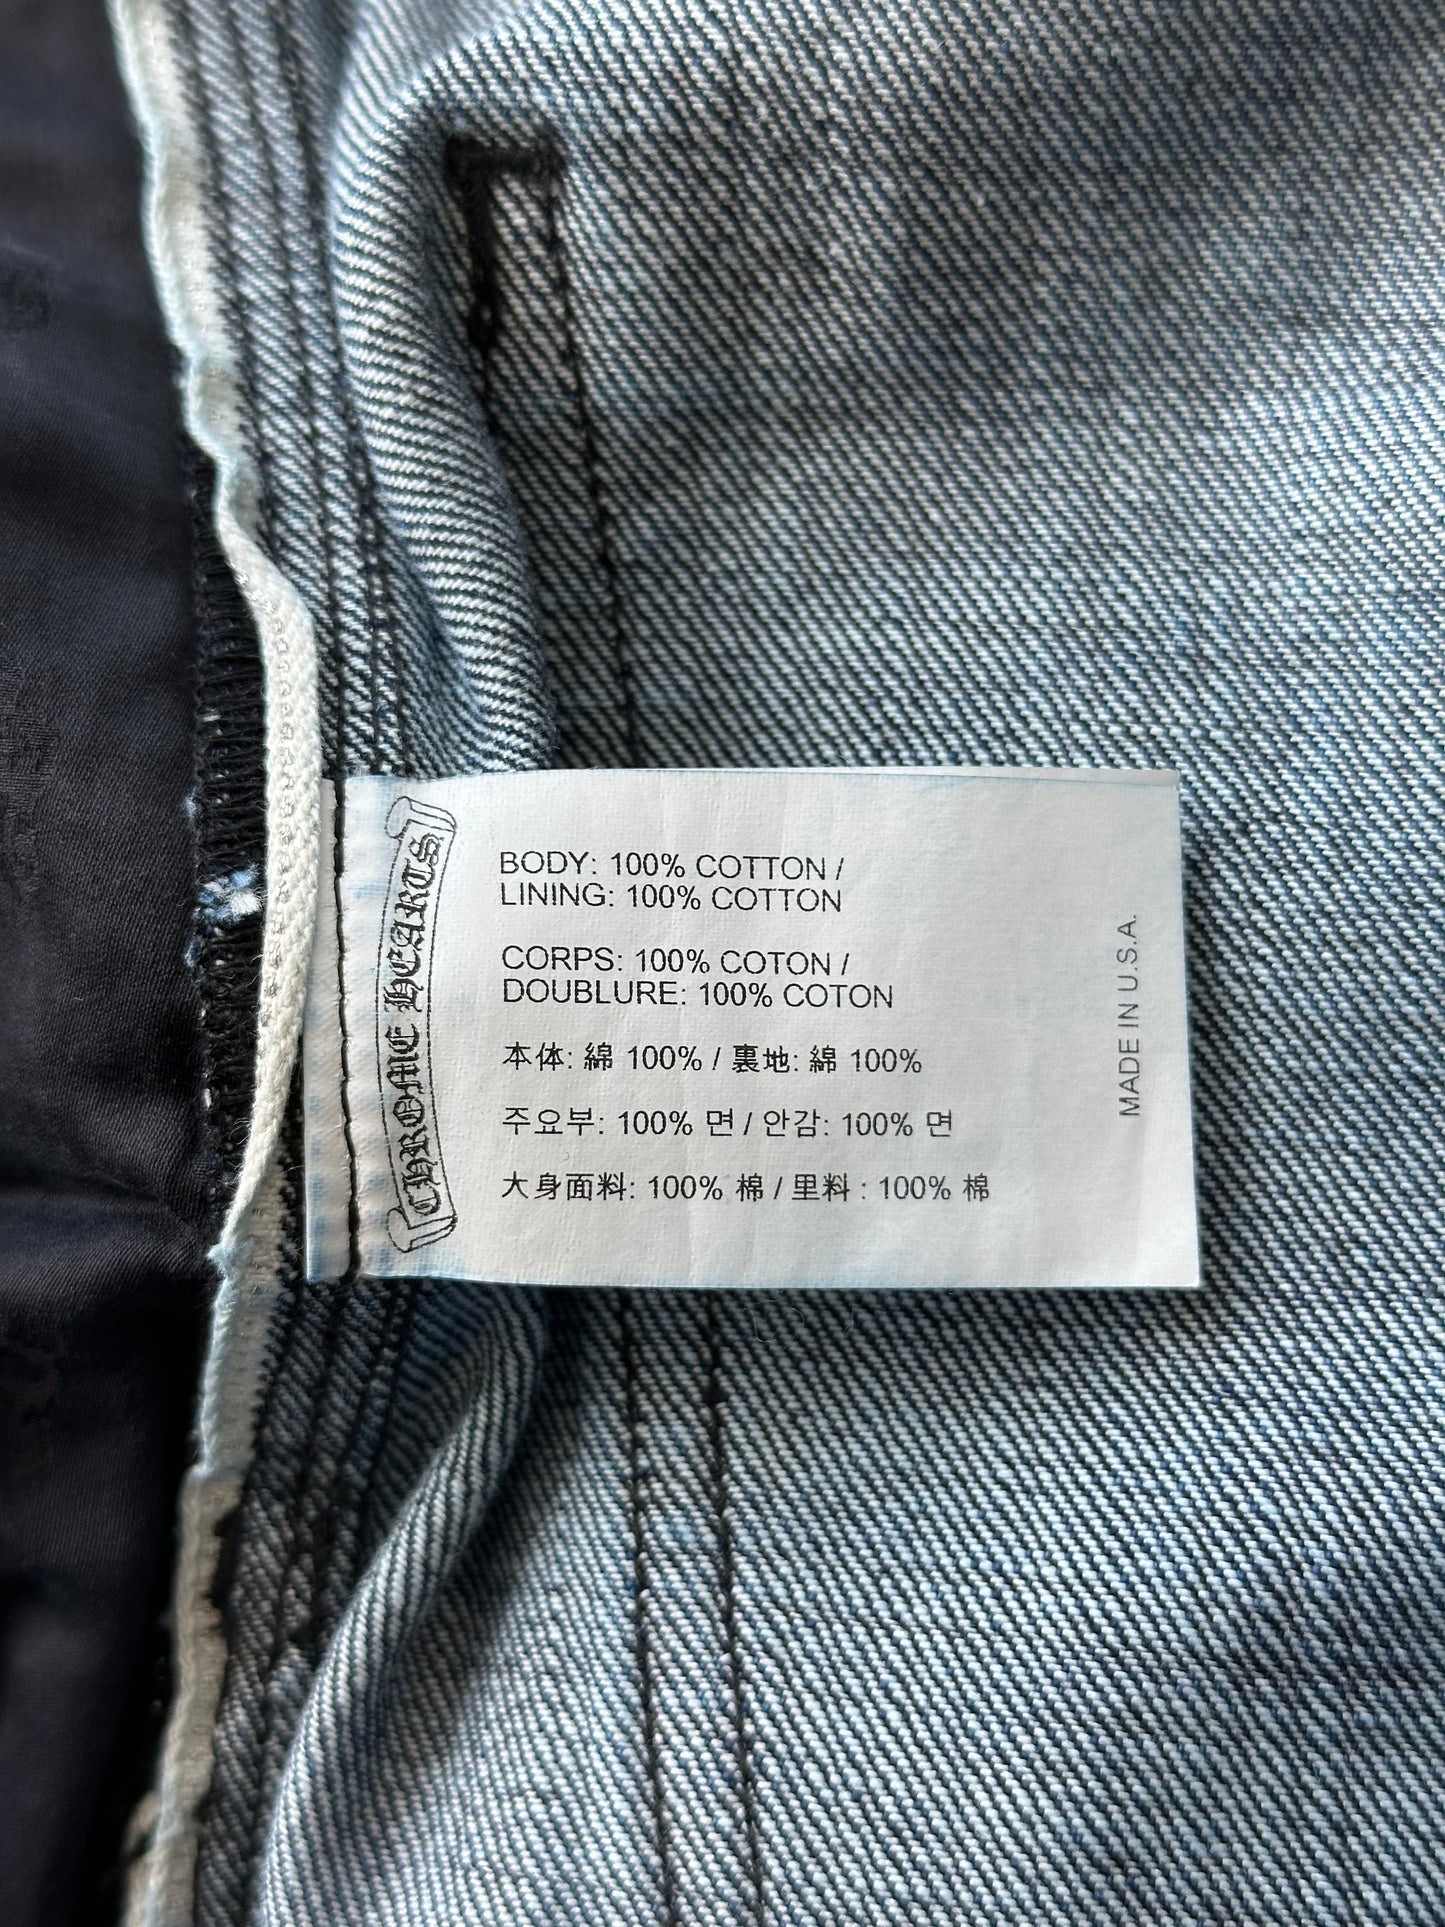 CHROME HEARTS
BODY: 100% COTTON /
LINING: 100% COTTON
CORPS: 100% COTON /
DOUBLURE: 100% COTON
本体: 綿 100% / 裏地: 綿 100%
주요부: 100% 면 / 안감: 100% 면
大身面料: 100% 棉 / 里料 : 100% 棉
MADE IN U.S.A.